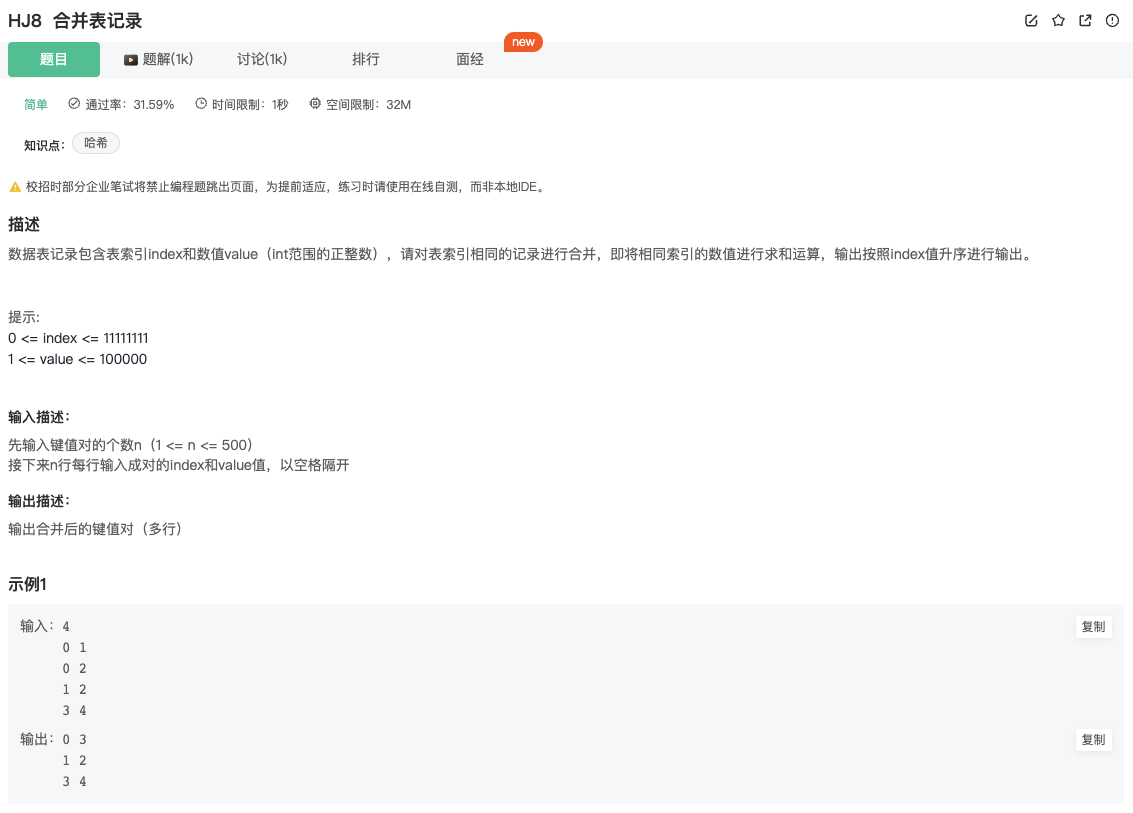 HJ8 合并表记录
题目 题解(1k) 讨论(1k) 排行 面经 new
简单 通过率：31.59% 时间限制：1秒 空间限制：32M
知识点： 哈希
校招时部分企业笔试将禁止编程题跳出页面，为提前适应，练习时请使用在线自测，而非本地IDE。
描述
数据表记录包含表索引index和数值value（int范围的正整数），请对表索引相同的记录进行合并，即将相同索引的数值进行求和运算，输出按照index值升序进行输出。
提示:
0 <= index <= 11111111
1 <= value <= 100000
输入描述：
先输入键值对的个数n（1 <= n <= 500）
接下来n行每行输入成对的index和value值，以空格隔开
输出描述：
输出合并后的键值对（多行）
示例1
输入：4 复制
0 1
0 2
1 2
3 4
输出：0 3 复制
1 2
3 4